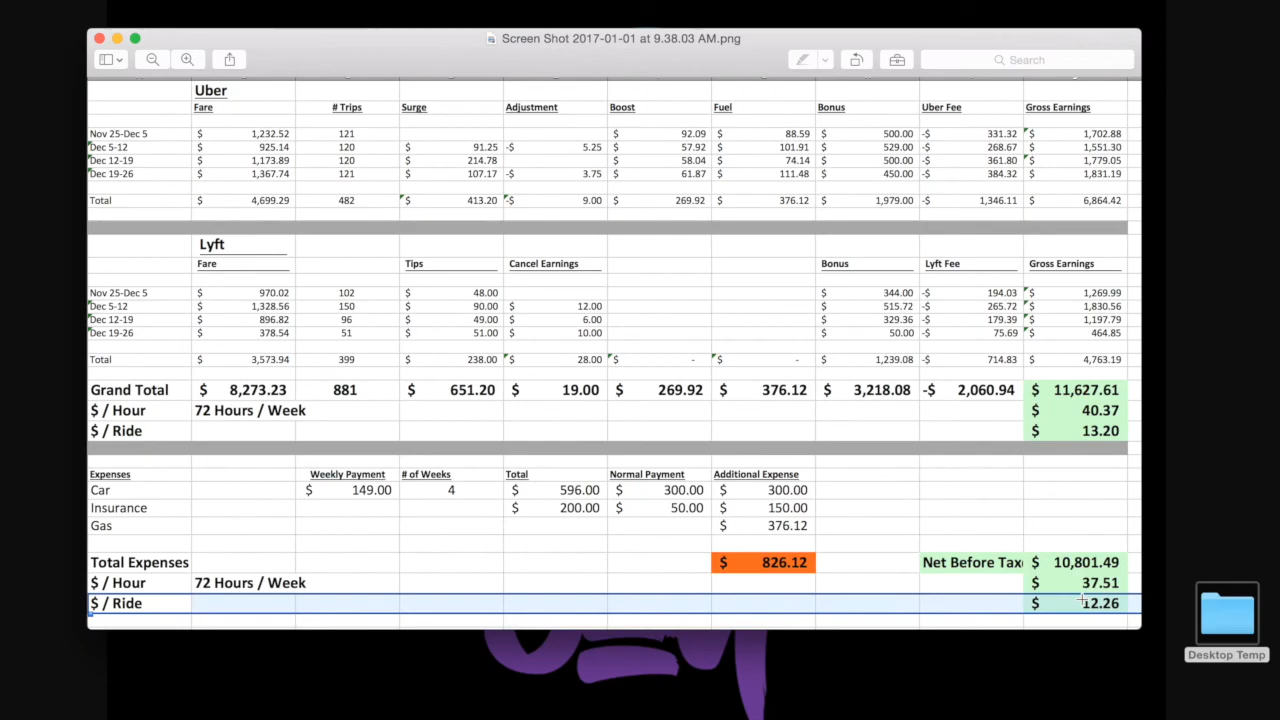 Screen Shot 2017-01-01 at 9.38.03 AM.png
Search
Uber
Fare # Trips Surge Adjustment Boost Fuel Bonus Uber Fee Gross Earnings
Nov 25-Dec 5 $ 1,232.52 121 $ 92.09 $ 88.59 $ 500.00 -$ 331.32 $ 1,702.88
Dec 5-12 $ 925.14 120 $ 91.25 -$ 5.25 $ 57.92 $ 101.91 $ 529.00 -$ 268.67 $ 1,551.30
Dec 12-19 $ 1,173.89 120 $ 214.78 $ 58.04 $ 74.14 $ 500.00 -$ 361.80 $ 1,779.05
Dec 19-26 $ 1,367.74 121 $ 107.17 -$ 3.75 $ 61.87 $ 111.48 $ 450.00 -$ 384.32 $ 1,831.19
Total $ 4,699.29 482 $ 413.20 -$ 9.00 $ 269.92 $ 376.12 $ 1,979.00 -$ 1,346.11 $ 6,864.42
Lyft
Fare Tips Cancel Earnings Bonus Lyft Fee Gross Earnings
Nov 25-Dec 5 $ 970.02 102 $ 48.00 $ 344.00 -$ 194.03 $ 1,269.99
Dec 5-12 $ 1,328.56 150 $ 90.00 $ 12.00 $ 515.72 -$ 265.72 $ 1,830.56
Dec 12-19 $ 896.82 96 $ 49.00 $ 6.00 $ 329.36 -$ 179.39 $ 1,197.79
Dec 19-26 $ 378.54 51 $ 51.00 $ 10.00 $ 50.00 -$ 75.69 $ 464.85
Total $ 3,573.94 399 $ 238.00 $ 28.00 $ - $ - $ 1,239.08 -$ 714.83 $ 4,763.19
Grand Total $ 8,273.23 881 $ 651.20 $ 19.00 $ 269.92 $ 376.12 $ 3,218.08 -$ 2,060.94 $ 11,627.61
$ / Hour 72 Hours / Week $ 40.37
$ / Ride $ 13.20
Expenses Weekly Payment # of Weeks Total Normal Payment Additional Expense
Car $ 149.00 4 $ 596.00 $ 300.00 $ 300.00
Insurance $ 200.00 $ 50.00 $ 150.00
Gas $ 376.12
Total Expenses $ 826.12 Net Before Taxe $ 10,801.49
$ / Hour 72 Hours / Week $ 37.51
$ / Ride $ 12.26
Desktop Temp